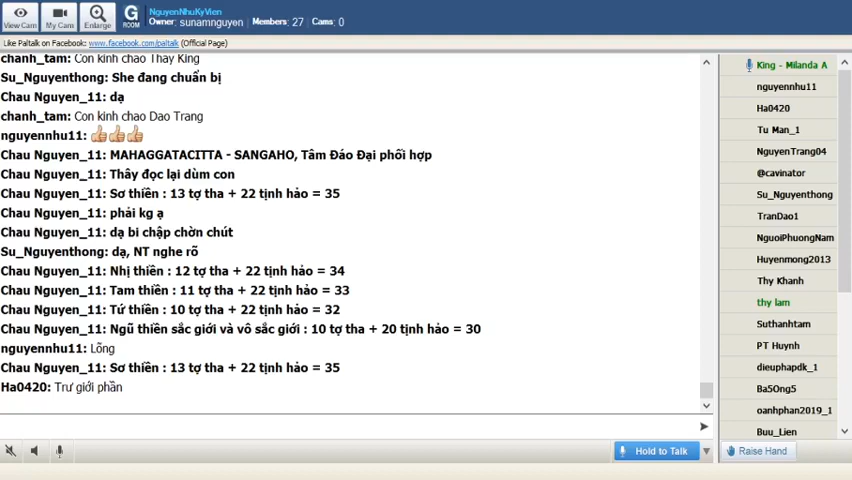 NguyenNhuKyVien
Owner: sunamnguyen Members: 27 Cams: 0
View Cam My Cam Enlarge G ROOM
Like Paltalk on Facebook: www.facebook.com/paltalk (Official Page)
chanh_tam: Con kinh chao Thay King
Su_Nguyenthong: She đang chuẩn bị
Chau Nguyen_11: dạ
chanh_tam: Con kinh chao Dao Trang
nguyennhu11: 👍👍👍
Chau Nguyen_11: MAHAGGATACITTA - SANGAHO, Tâm Đáo Đại phối hợp
Chau Nguyen_11: Thây đọc lại dùm con
Chau Nguyen_11: Sơ thiền : 13 tợ tha + 22 tịnh hảo = 35
Chau Nguyen_11: phải kg ạ
Chau Nguyen_11: dạ bi chập chờn chút
Su_Nguyenthong: dạ, NT nghe rõ
Chau Nguyen_11: Nhị thiền : 12 tợ tha + 22 tịnh hảo = 34
Chau Nguyen_11: Tam thiền : 11 tợ tha + 22 tịnh hảo = 33
Chau Nguyen_11: Tứ thiền : 10 tợ tha + 22 tịnh hảo = 32
Chau Nguyen_11: Ngũ thiền sắc giới và vô sắc giới : 10 tợ tha + 20 tịnh hảo = 30
nguyennhu11: Lỗng
Chau Nguyen_11: Sơ thiền : 13 tợ tha + 22 tịnh hảo = 35
Ha0420: Trư giới phần
Hold to Talk
King - Milanda A
nguyennhu11
Ha0420
Tu Man_1
NguyenTrang04
@cavinator
Su_Nguyenthong
TranDao1
NguoiPhuongNam
Huyenmong2013
Thy Khanh
thy lam
Suthanhtam
PT Huynh
dieuphapdk_1
Ba5Ong5
oanhphan2019_1
Buu_Lien
Raise Hand